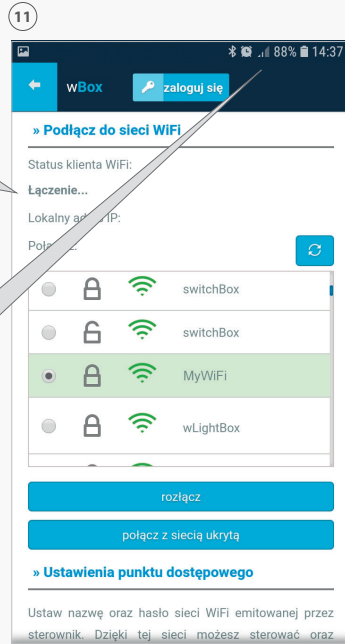 11
88% 14:37
wBox
zaloguj się
» Podłącz do sieci WiFi
Status klienta WiFi:
Łączenie...
Lokalny IP:
switchBox
switchBox
MyWiFi
wLightBox
rozłącz
połącz z siecią ukrytą
» Ustawienia punktu dostępowego
Ustaw nazwę oraz hasło sieci WiFi emitowanej przez
sterownik. Dzięki tej sieci możesz sterować oraz